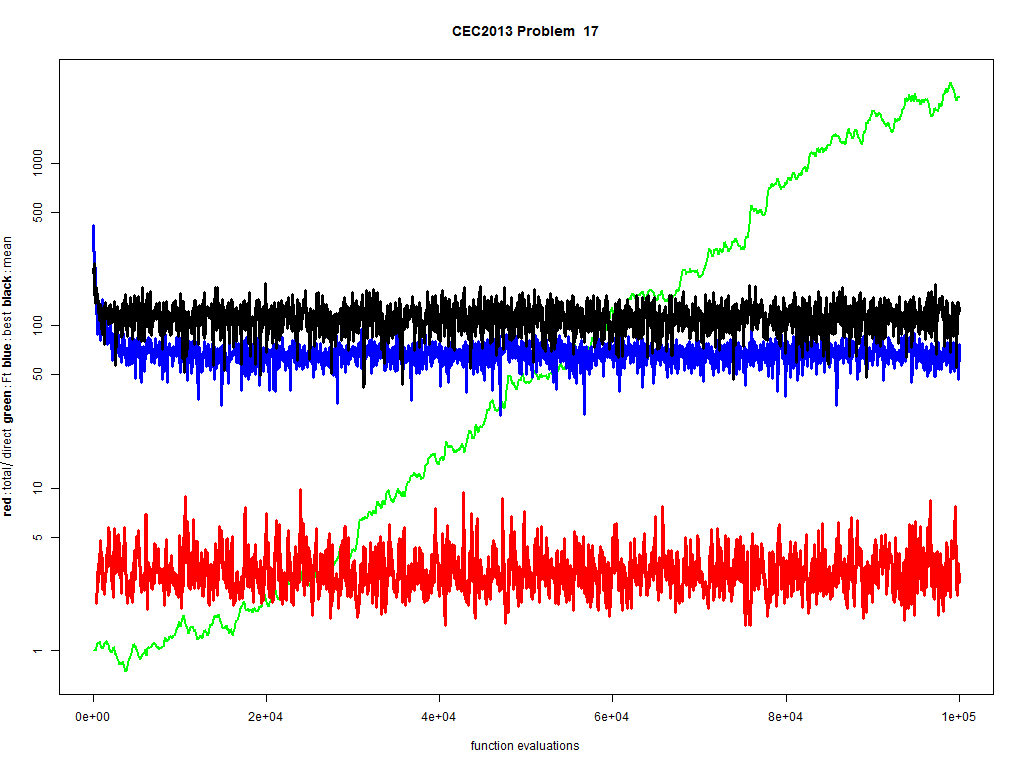 CEC2013 Problem 17
red : total / direct green : Ft blue : best black : mean
1000
500
100
50
10
5
1
0e+00 2e+04 4e+04 6e+04 8e+04 1e+05
function evaluations